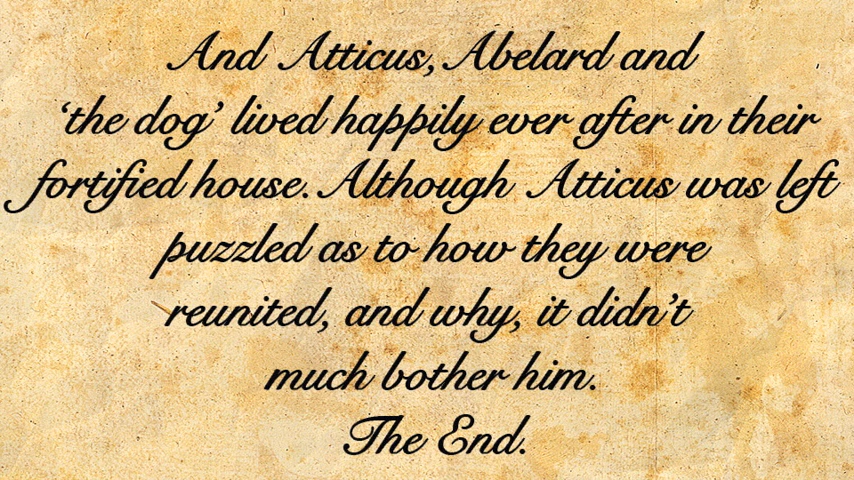 And Atticus, Abelard and
‘the dog’ lived happily ever after in their
fortified house. Although Atticus was left
puzzled as to how they were
reunited, and why, it didn’t
much bother him.
The End.